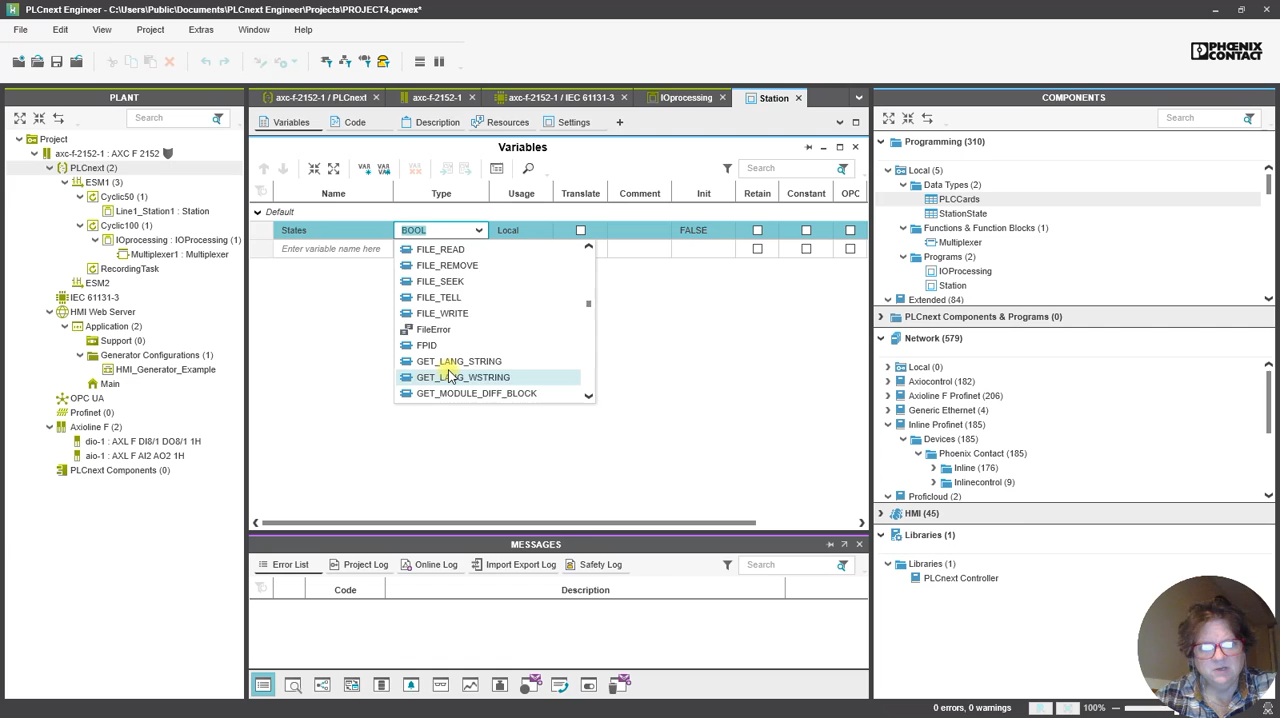 PLCnext Engineer - C:\Users\Public\Documents\PLCnext Engineer\Projects\PROJECT4.pcwex*
File Edit View Project Extras Window Help
PHOENIX CONTACT
PLANT
Search
Project
axc-f-2152-1 : AXC F 2152
PLCnext (2)
ESM1 (3)
Cyclic50 (1)
Line1_Station1 : Station
Cyclic100 (1)
IOprocessing : IOProcessing (1)
Multiplexer1 : Multiplexer
RecordingTask
ESM2
IEC 61131-3
HMI Web Server
Application (2)
Support (0)
Generator Configurations (1)
HMI_Generator_Example
Main
OPC UA
Profinet (0)
Axioline F (2)
dio-1 : AXL F DI8/1 DO8/1 1H
aio-1 : AXL F AI2 AO2 1H
PLCnext Components (0)
axc-f-2152-1 / PLCnext axc-f-2152-1 axc-f-2152-1 / IEC 61131-3 IOprocessing Station
Variables Code Description Resources Settings
Variables
Search
Name Type Usage Translate Comment Init Retain Constant OPC
Default
States BOOL Local FALSE
Enter variable name here
FILE_READ
FILE_REMOVE
FILE_SEEK
FILE_TELL
FILE_WRITE
FileError
FPID
GET_LANG_STRING
GET_LANG_WSTRING
GET_MODULE_DIFF_BLOCK
MESSAGES
Error List Project Log Online Log Import Export Log Safety Log Search
Code Description
COMPONENTS
Search
Programming (310)
Local (5)
Data Types (2)
PLCCards
StationState
Functions & Function Blocks (1)
Multiplexer
Programs (2)
IOProcessing
Station
Extended (84)
PLCnext Components & Programs (0)
Network (579)
Local (0)
Axiocontrol (182)
Axioline F Profinet (206)
Generic Ethernet (4)
Inline Profinet (185)
Devices (185)
Phoenix Contact (185)
Inline (176)
Inlinecontrol (9)
Proficloud (2)
HMI (45)
Libraries (1)
Libraries (1)
PLCnext Controller
0 errors, 0 warnings 100%